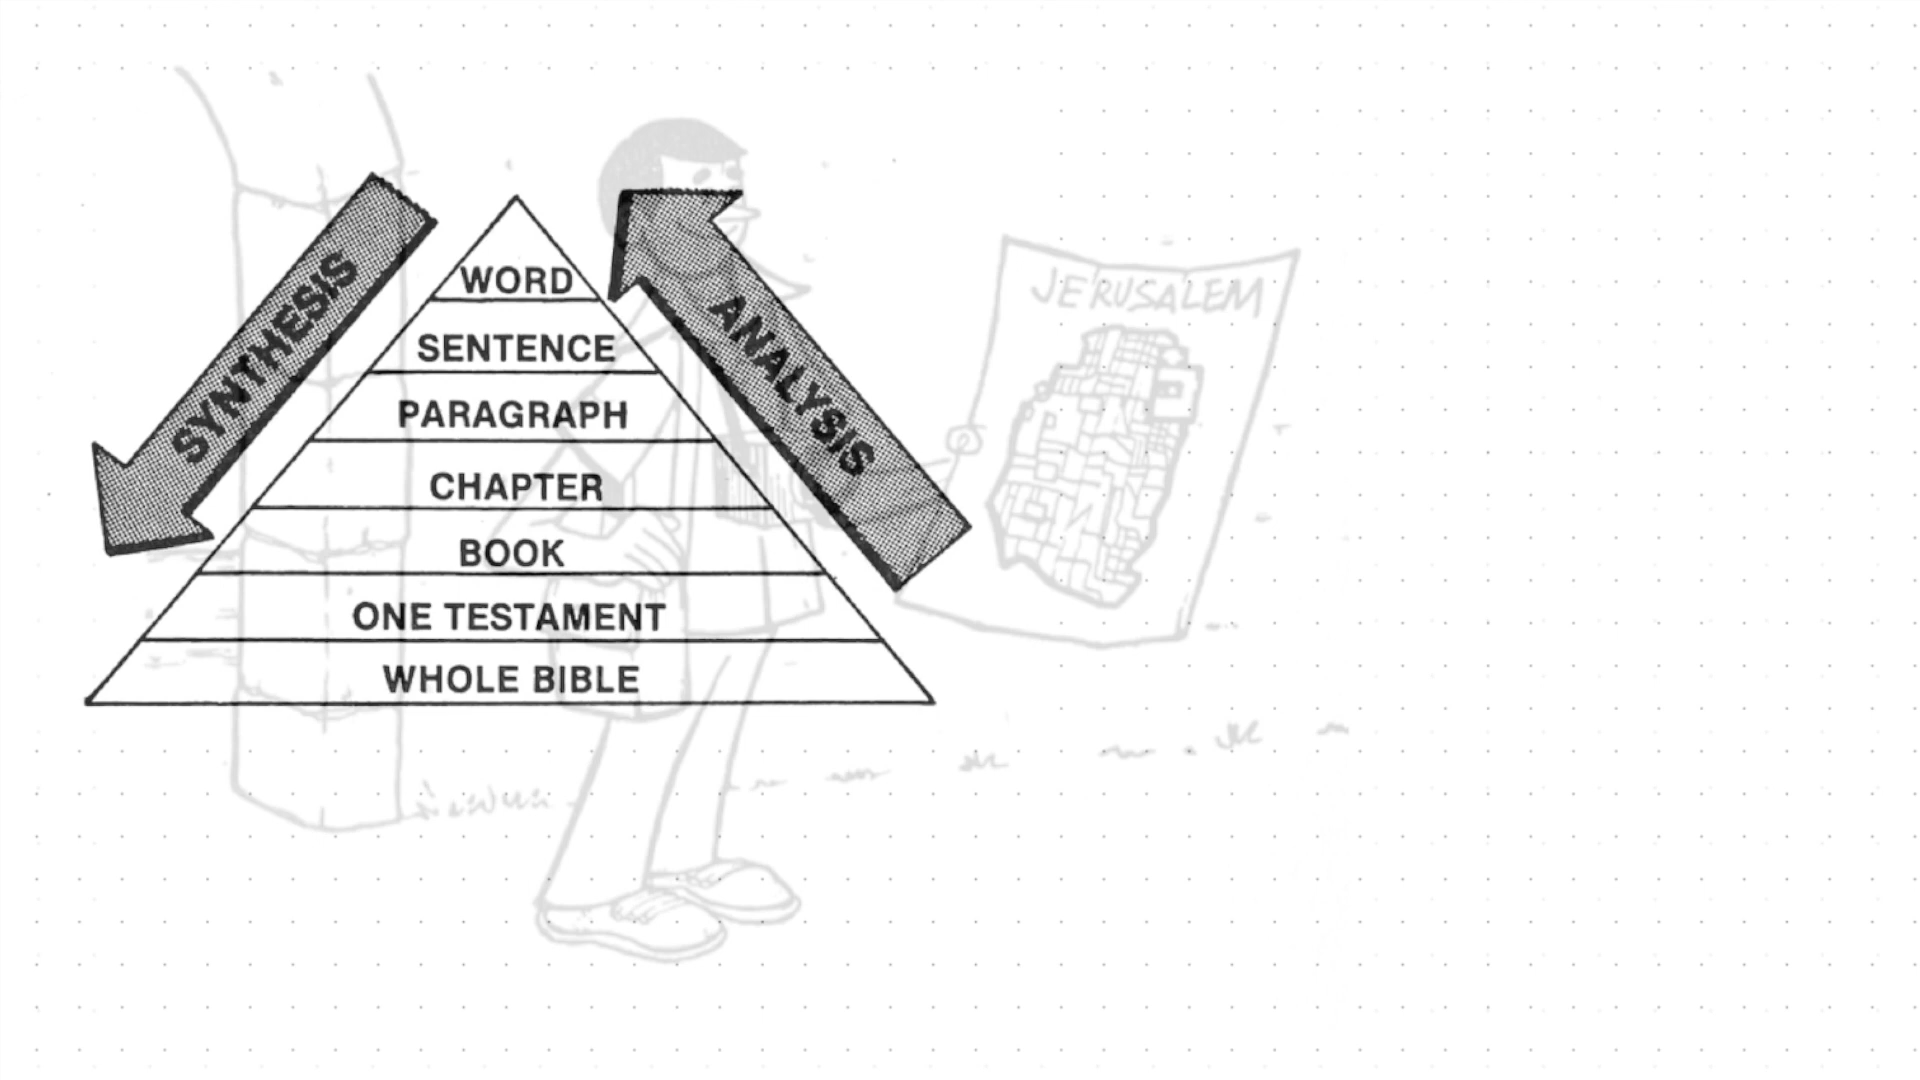 SYNTHESIS
ANALYSIS
WORD
SENTENCE
PARAGRAPH
CHAPTER
BOOK
ONE TESTAMENT
WHOLE BIBLE
JERUSALEM